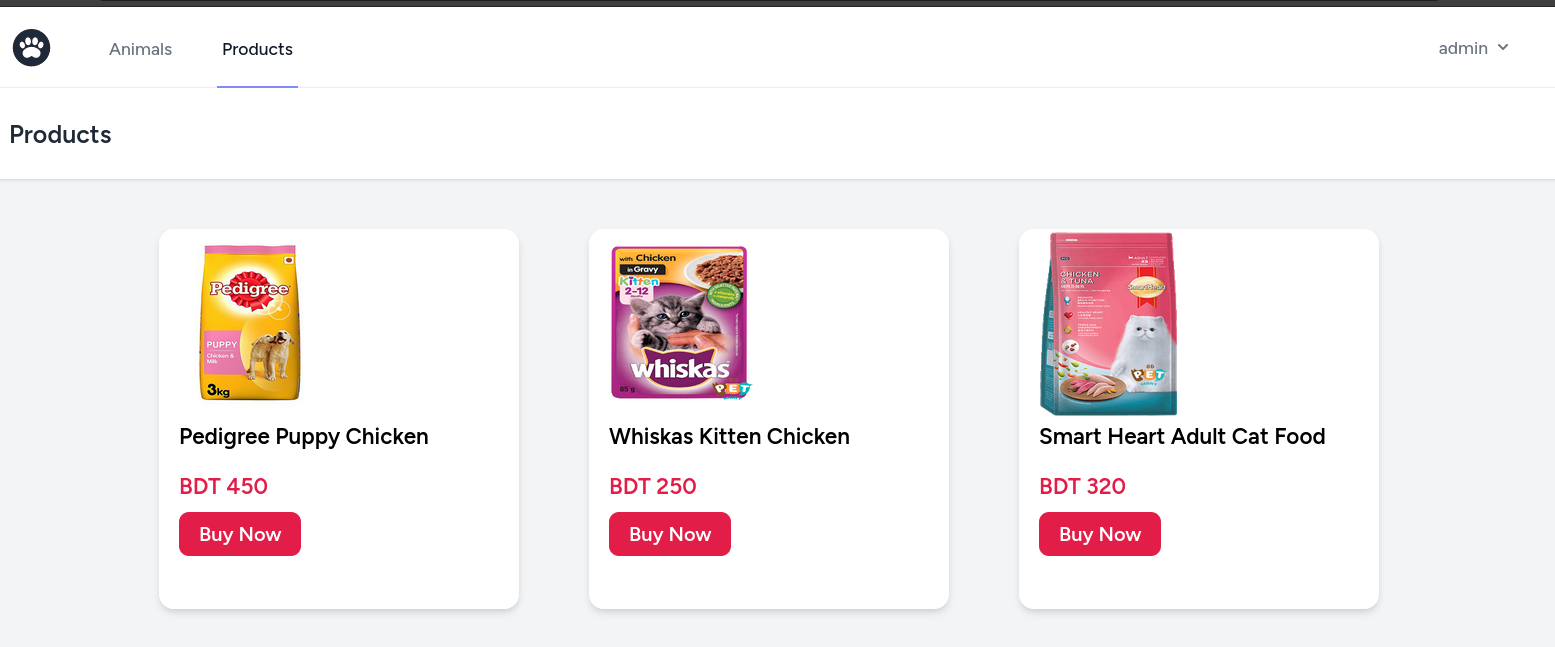 Animals
Products
admin
Products
Pedigree
PUPPY
Chicken &
Milk
3kg
with Chicken
in Gravy
Kitten
2-12
whiskas
85 g
PET
CHICKEN
& TUNA
SmartHeart
PET
Pedigree Puppy Chicken
Whiskas Kitten Chicken
Smart Heart Adult Cat Food
BDT 450
BDT 250
BDT 320
Buy Now
Buy Now
Buy Now